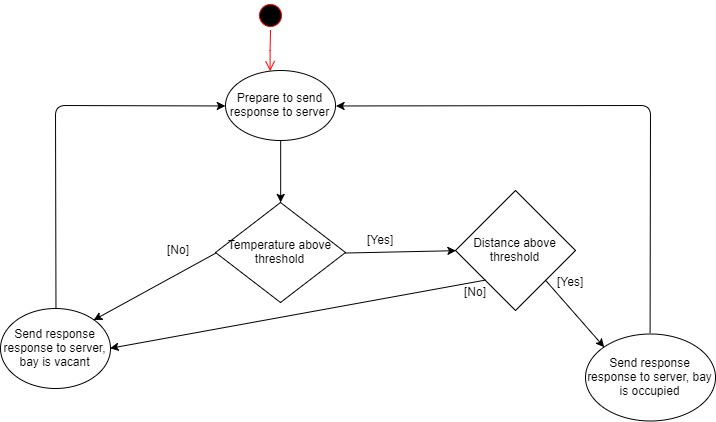 Prepare to send
response to server
Temperature above
threshold
[Yes]
Distance above
threshold
[No]
[Yes]
[No]
Send response
response to server,
bay is vacant
Send response
response to server, bay
is occupied